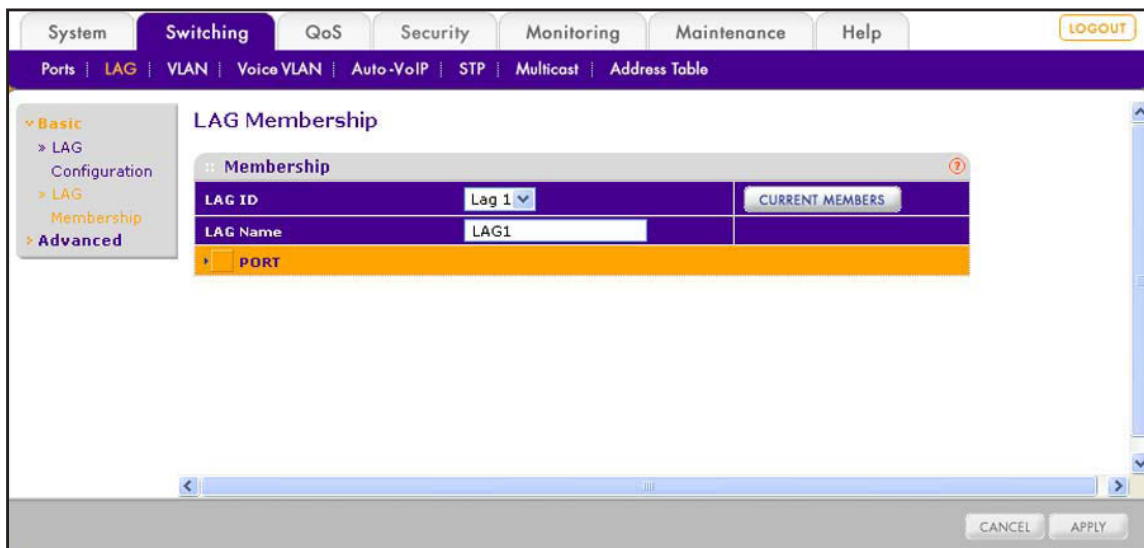 System Switching QoS Security Monitoring Maintenance Help LOGOUT
Ports LAG VLAN Voice VLAN Auto-VoIP STP Multicast Address Table
Basic
LAG
Configuration
LAG
Membership
Advanced
LAG Membership
Membership ?
LAG ID Lag 1 CURRENT MEMBERS
LAG Name LAG1
PORT
CANCEL APPLY